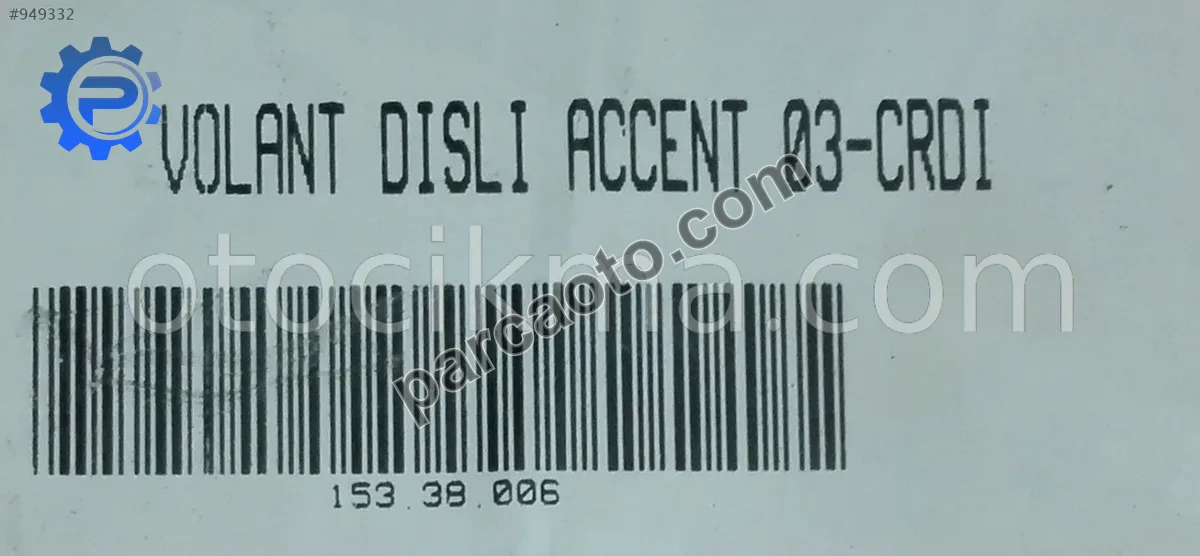 #949332
VOLANT DISLI ACCENT 03-CRDI
otocikma.com
parcaoto.com
153.38.006